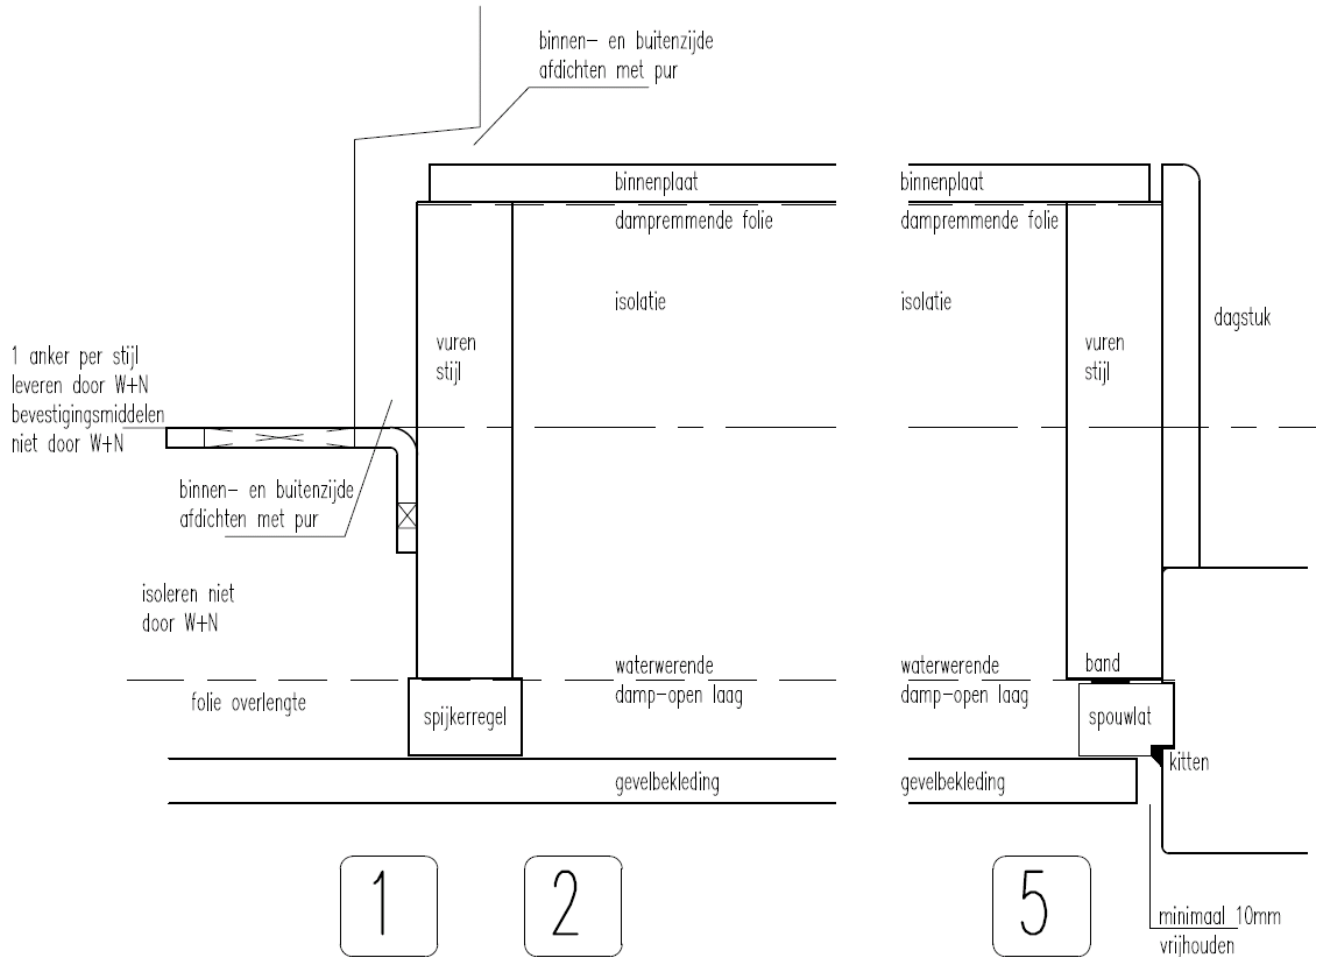 binnen- en buitenzijde
afdichten met pur
binnenplaat
binnenplaat
dampremmende folie
dampremmende folie
isolatie
isolatie
dagstuk
vuren
stijl
vuren
stijl
1 anker per stijl
leveren door W+N
bevestigingsmiddelen
niet door W+N
binnen- en buitenzijde
afdichten met pur
isoleren niet
door W+N
waterwerende
damp-open laag
waterwerende
damp-open laag
band
folie overlengte
spijkerregel
spouwlat
kitten
gevelbekleding
gevelbekleding
1
2
5
minimaal 10mm
vrijhouden